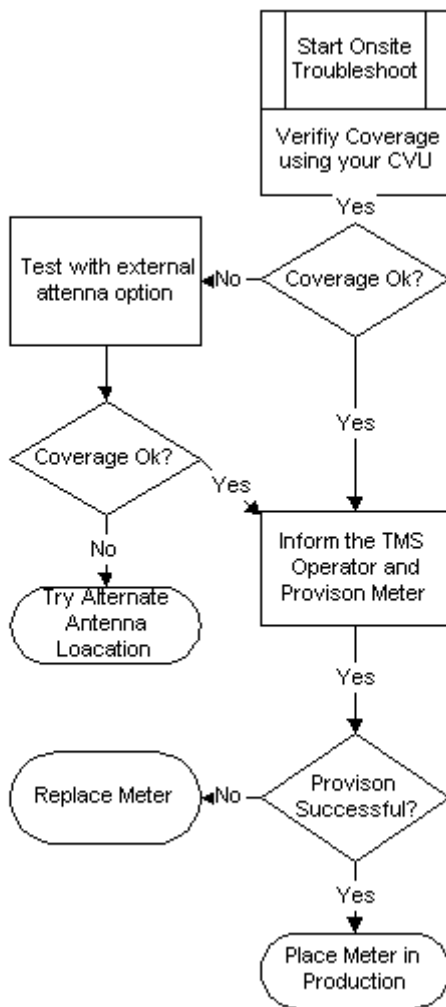 Start Onsite
Troubleshoot
Verifiy Coverage
using your CVU
Yes
Test with external
attenna option
No
Coverage Ok?
Yes
Coverage Ok?
Yes
Inform the TMS
Operator and
Provison Meter
No
Try Alternate
Antenna
Loacation
Yes
Replace Meter
No
Provison
Successful?
Yes
Place Meter in
Production